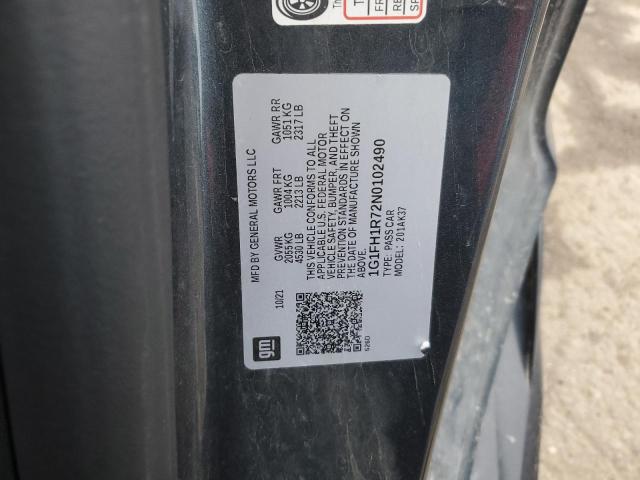 MFD BY GENERAL MOTORS LLC
10/21
GVWR GAWR FRT GAWR RR
2055 KG 1004 KG 1051 KG
4530 LB 2213 LB 2317 LB
THIS VEHICLE CONFORMS TO ALL
APPLICABLE U.S. FEDERAL MOTOR
VEHICLE SAFETY, BUMPER, AND THEFT
PREVENTION STANDARDS IN EFFECT ON
THE DATE OF MANUFACTURE SHOWN
ABOVE.
1G1FH1R72N0102490
TYPE: PASS CAR
MODEL: 201AK37
gm